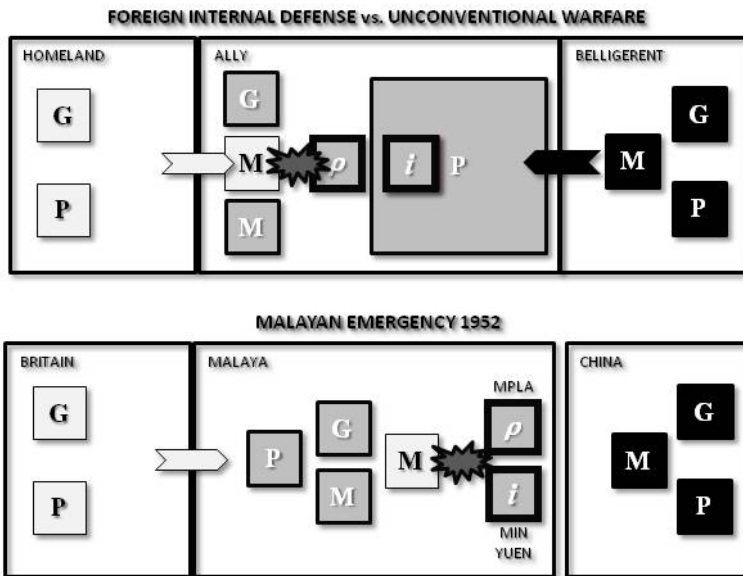 FOREIGN INTERNAL DEFENSE vs. UNCONVENTIONAL WARFARE
HOMELAND
ALLY
BELLIGERENT
G
G
G
M
ρ
i
P
M
P
M
P
MALAYAN EMERGENCY 1952
BRITAIN
MALAYA
CHINA
MPLA
G
G
ρ
G
P
M
M
P
M
i
P
MIN
YUEN